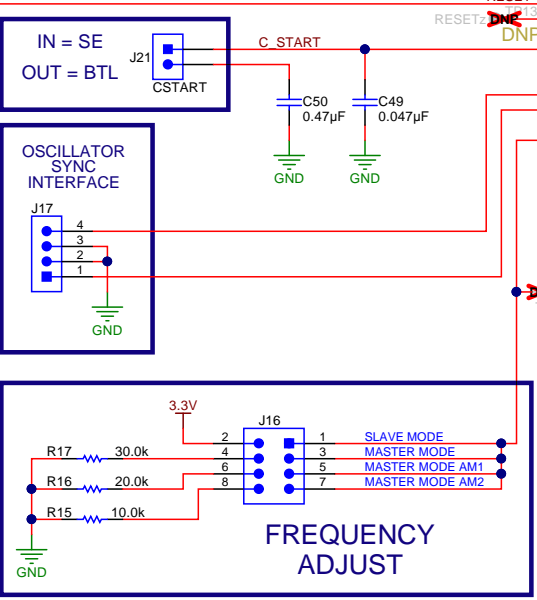 RESET
TP13
RESETz
DNP
DNP
IN = SE
OUT = BTL
J21
CSTART
C_START
C50
0.47µF
C49
0.047µF
GND
GND
OSCILLATOR
SYNC
INTERFACE
J17
4
3
2
1
GND
3.3V
J16
2
1
SLAVE MODE
R17
30.0k
4
3
MASTER MODE
R16
20.0k
6
5
MASTER MODE AM1
R15
10.0k
8
7
MASTER MODE AM2
GND
FREQUENCY
ADJUST